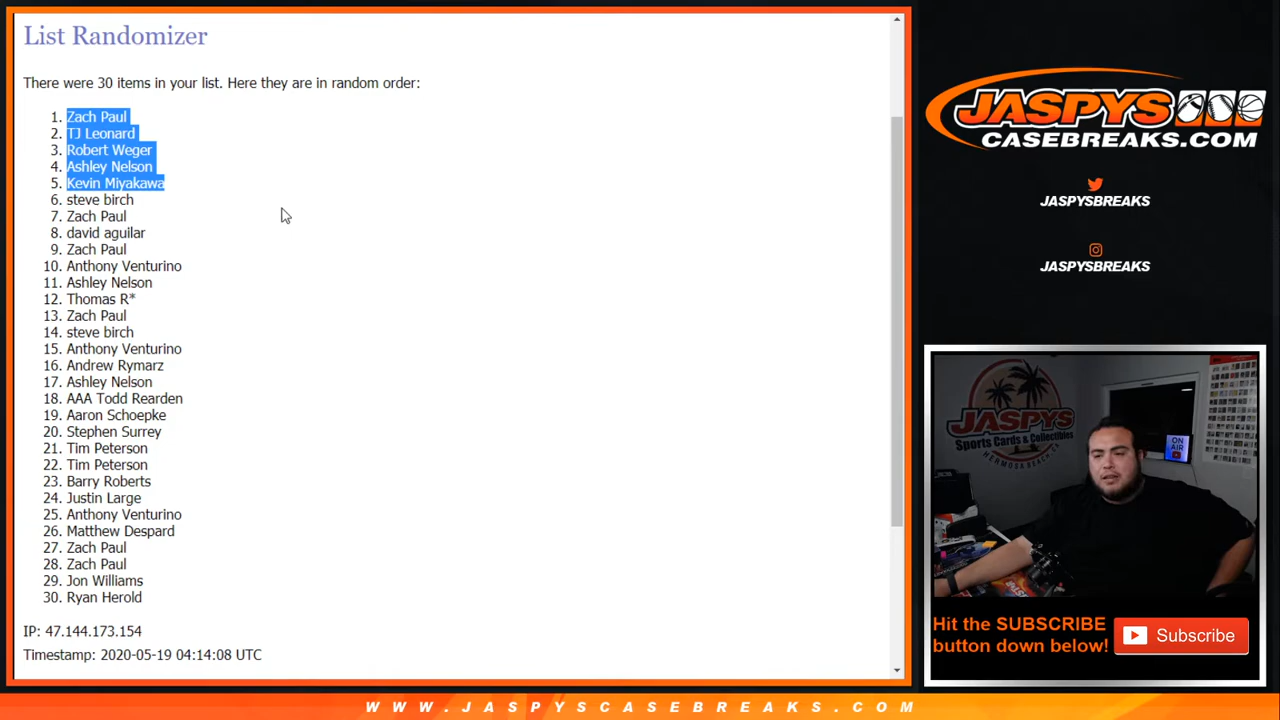 List Randomizer
There were 30 items in your list. Here they are in random order:
1. Zach Paul
2. TJ Leonard
3. Robert Weger
4. Ashley Nelson
5. Kevin Miyakawa
6. steve birch
7. Zach Paul
8. david aguilar
9. Zach Paul
10. Anthony Venturino
11. Ashley Nelson
12. Thomas R*
13. Zach Paul
14. steve birch
15. Anthony Venturino
16. Andrew Rymarz
17. Ashley Nelson
18. AAA Todd Rearden
19. Aaron Schoepke
20. Stephen Surrey
21. Tim Peterson
22. Tim Peterson
23. Barry Roberts
24. Justin Large
25. Anthony Venturino
26. Matthew Despard
27. Zach Paul
28. Zach Paul
29. Jon Williams
30. Ryan Herold
IP: 47.144.173.154
Timestamp: 2020-05-19 04:14:08 UTC
JASPYS
CASEBREAKS.COM
JASPYSBREAKS
JASPYSBREAKS
JASPYS
Sports Cards & Collectibles
HERMOSA BEACH, CA
ON
AIR
Hit the SUBSCRIBE
button down below!
Subscribe
WWW.JASPYSCASEBREAKS.COM